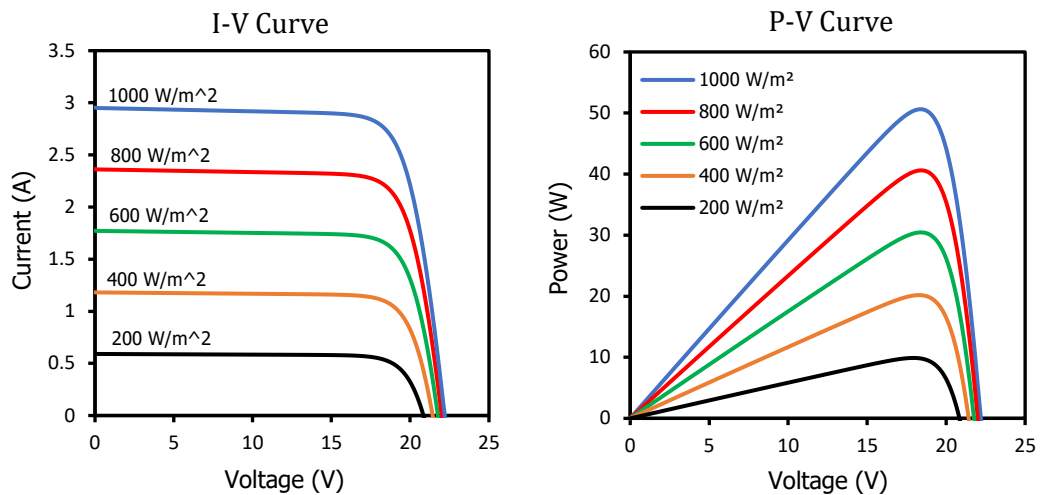 I-V Curve
3.5
3
2.5
2
1.5
1
0.5
0
Current (A)
1000 W/m^2
800 W/m^2
600 W/m^2
400 W/m^2
200 W/m^2
0 5 10 15 20 25
Voltage (V)
P-V Curve
60
50
40
30
20
10
0
Power (W)
1000 W/m²
800 W/m²
600 W/m²
400 W/m²
200 W/m²
0 5 10 15 20 25
Voltage (V)